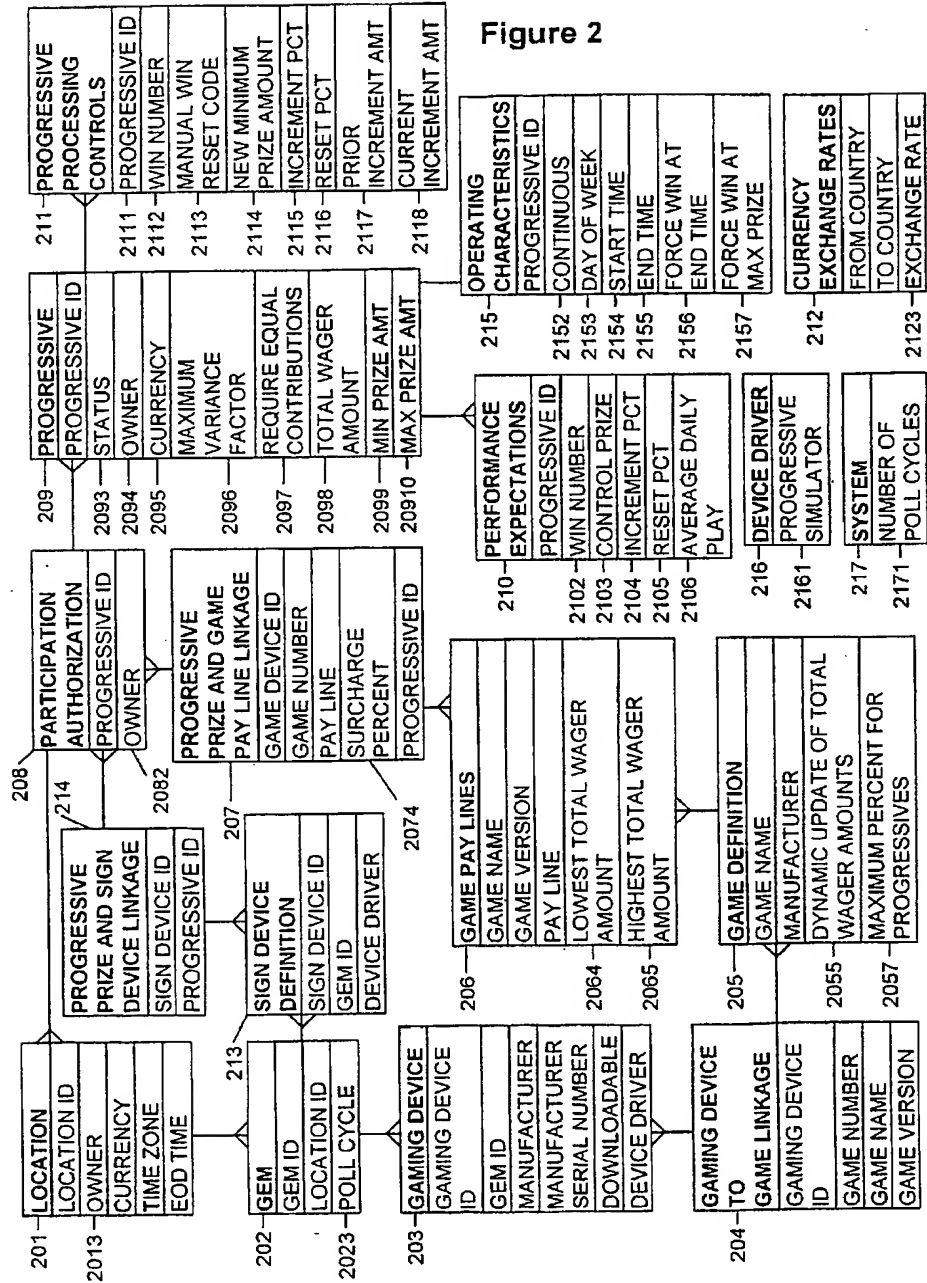 Figure 2
201
LOCATION
LOCATION ID
2013
OWNER
CURRENCY
TIME ZONE
EOD TIME
202
GEM
GEM ID
LOCATION ID
2023
POLL CYCLE
203
GAMING DEVICE
GAMING DEVICE
ID
GEM ID
MANUFACTURER
MANUFACTURER
SERIAL NUMBER
DOWNLOADABLE
DEVICE DRIVER
204
GAMING DEVICE
TO
GAME LINKAGE
GAMING DEVICE
ID
GAME NUMBER
GAME NAME
GAME VERSION
214
PROGRESSIVE
PRIZE AND SIGN
DEVICE LINKAGE
SIGN DEVICE ID
PROGRESSIVE ID
213
SIGN DEVICE
DEFINITION
SIGN DEVICE ID
GEM ID
DEVICE DRIVER
208
PARTICIPATION
AUTHORIZATION
PROGRESSIVE ID
OWNER
2082
207
PROGRESSIVE
PRIZE AND GAME
PAY LINE LINKAGE
GAME DEVICE ID
GAME NUMBER
PAY LINE
SURCHARGE
PERCENT
2074
PROGRESSIVE ID
206
GAME PAY LINES
GAME NAME
GAME VERSION
PAY LINE
2064
LOWEST TOTAL WAGER
AMOUNT
2065
HIGHEST TOTAL WAGER
AMOUNT
205
GAME DEFINITION
GAME NAME
MANUFACTURER
2055
DYNAMIC UPDATE OF TOTAL
WAGER AMOUNTS
2057
MAXIMUM PERCENT FOR
PROGRESSIVES
209
PROGRESSIVE
PROGRESSIVE ID
2093
STATUS
2094
OWNER
2095
CURRENCY
2096
MAXIMUM
VARIANCE
FACTOR
2097
REQUIRE EQUAL
CONTRIBUTIONS
2098
TOTAL WAGER
AMOUNT
2099
MIN PRIZE AMT
20910
MAX PRIZE AMT
2110
PERFORMANCE
EXPECTATIONS
PROGRESSIVE ID
2102
WIN NUMBER
2103
CONTROL PRIZE
2104
INCREMENT PCT
2105
RESET PCT
2106
AVERAGE DAILY
PLAY
216
DEVICE DRIVER
2161
PROGRESSIVE
SIMULATOR
217
SYSTEM
2171
NUMBER OF
POLL CYCLES
211
PROGRESSIVE
PROCESSING
CONTROLS
2111
PROGRESSIVE ID
2112
WIN NUMBER
2113
MANUAL WIN
RESET CODE
2114
NEW MINIMUM
PRIZE AMOUNT
2115
INCREMENT PCT
2116
RESET PCT
2117
PRIOR
INCREMENT AMT
2118
CURRENT
INCREMENT AMT
2115
OPERATING
CHARACTERISTICS
PROGRESSIVE ID
2152
CONTINUOUS
2153
DAY OF WEEK
2154
START TIME
2155
END TIME
2156
FORCE WIN AT
END TIME
2157
FORCE WIN AT
MAX PRIZE
212
CURRENCY
EXCHANGE RATES
FROM COUNTRY
TO COUNTRY
2123
EXCHANGE RATE